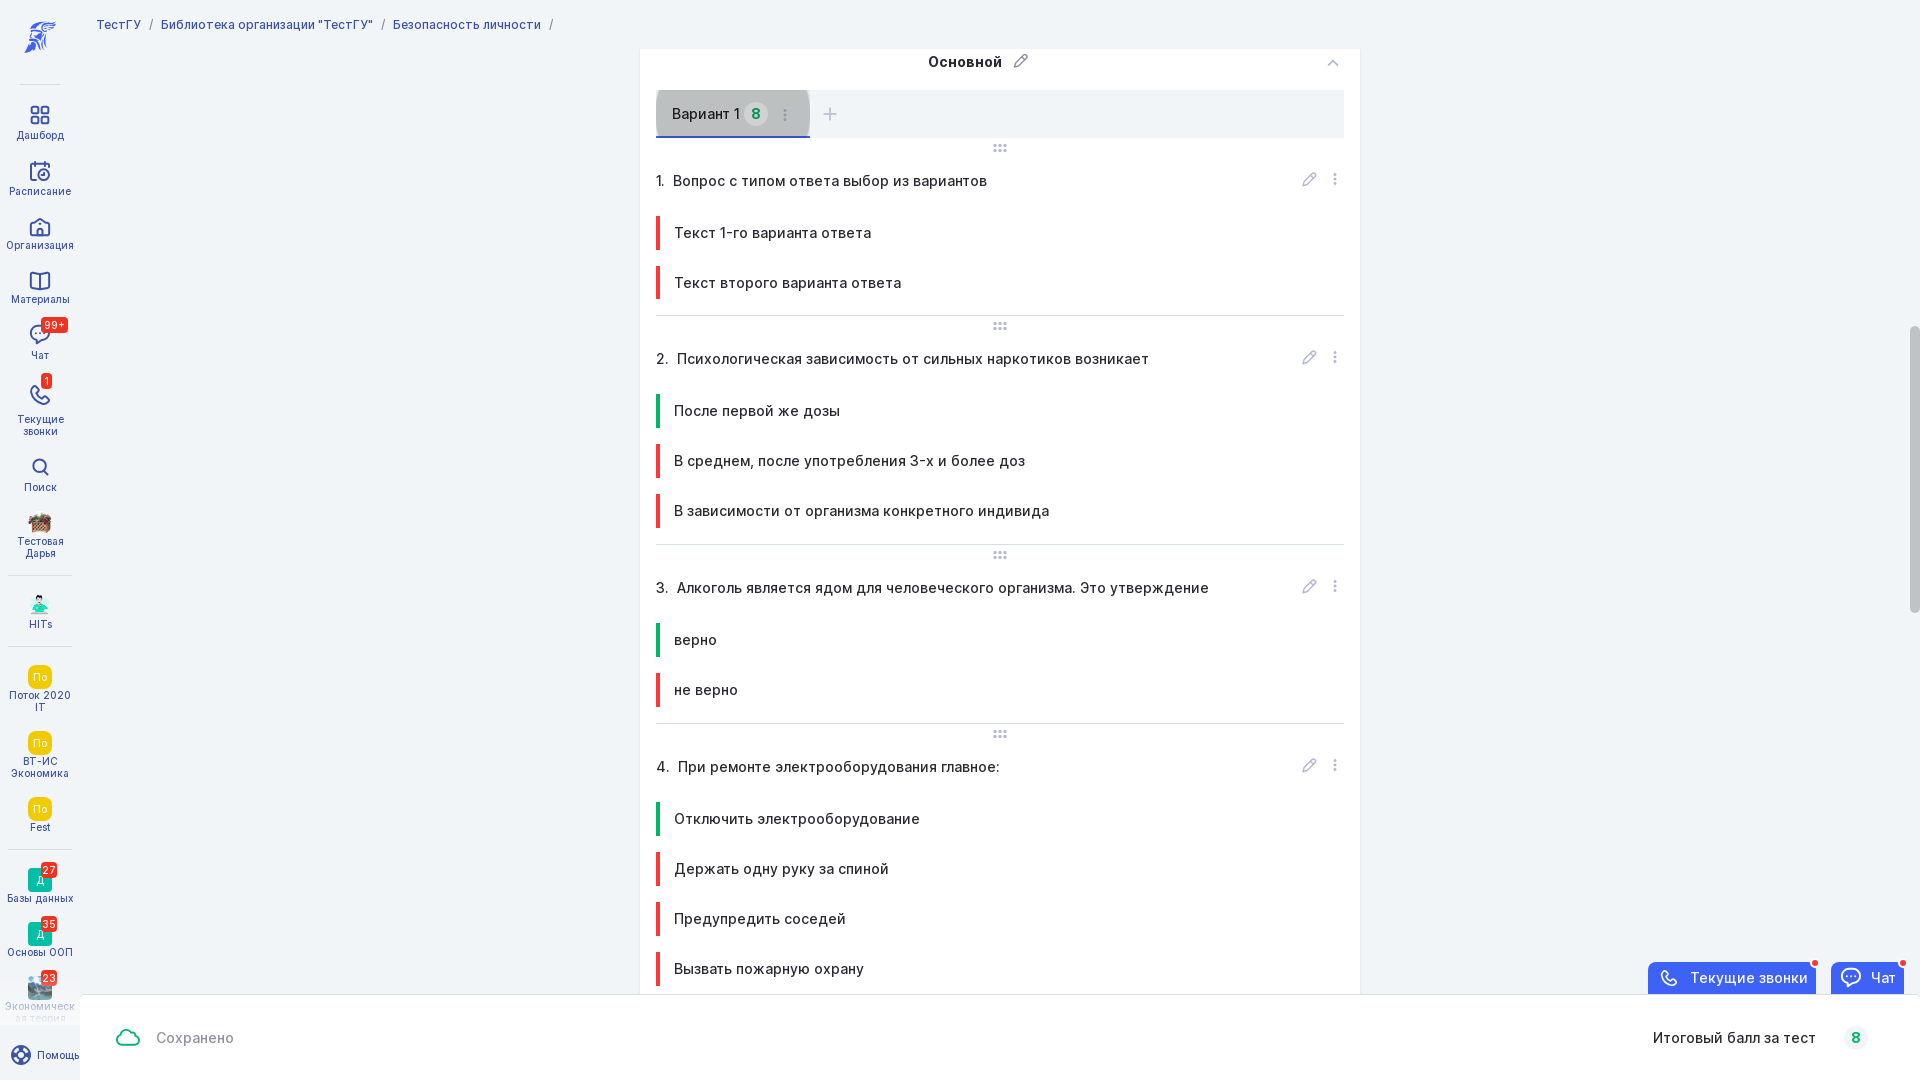 ТестГУ / Библиотека организации "ТестГУ" / Безопасность личности /
Дашборд
Расписание
Организация
Материалы
99+
Чат
1
Текущие
звонки
Поиск
Тестовая
Дарья
HITs
По
Поток 2020
IT
По
ВТ-ИС
Экономика
По
Fest
27
Д
Базы данных
35
Д
Основы ООП
23
Экономическ
ая теория
Помощь
Основной
Вариант 1 8
1. Вопрос с типом ответа выбор из вариантов
Текст 1-го варианта ответа
Текст второго варианта ответа
2. Психологическая зависимость от сильных наркотиков возникает
После первой же дозы
В среднем, после употребления 3-х и более доз
В зависимости от организма конкретного индивида
3. Алкоголь является ядом для человеческого организма. Это утверждение
верно
не верно
4. При ремонте электрооборудования главное:
Отключить электрооборудование
Держать одну руку за спиной
Предупредить соседей
Вызвать пожарную охрану
Текущие звонки
Чат
Сохранено
Итоговый балл за тест 8